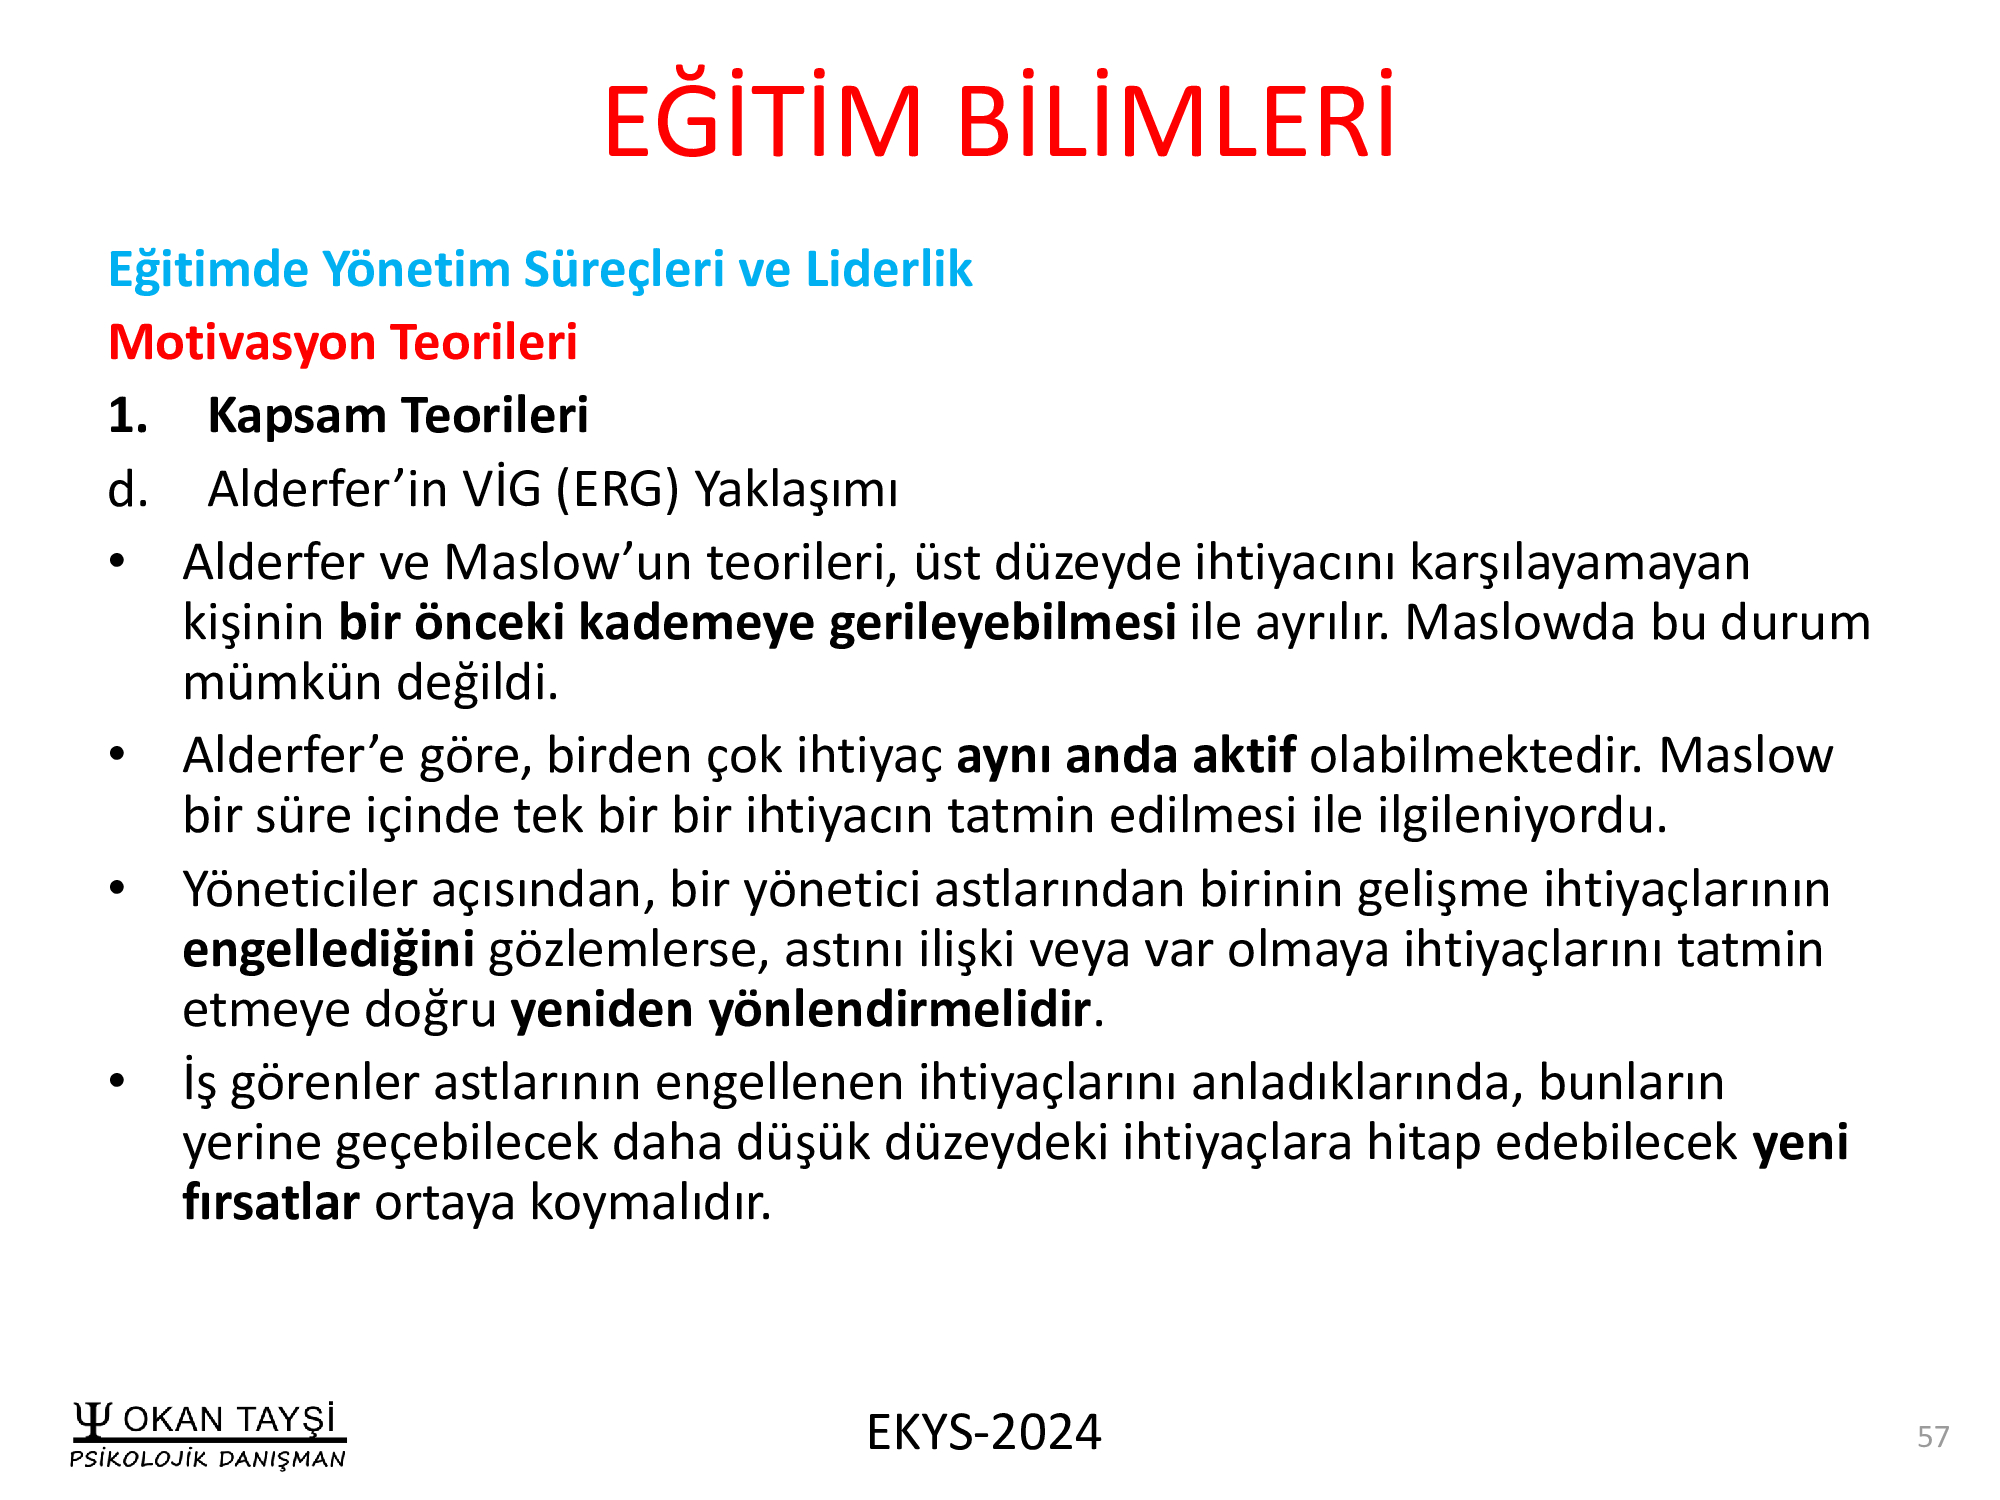 EĞİTİM BİLİMLERİ
Eğitimde Yönetim Süreçleri ve Liderlik
Motivasyon Teorileri
1. Kapsam Teorileri
d. Alderfer’in VİG (ERG) Yaklaşımı
• Alderfer ve Maslow’un teorileri, üst düzeyde ihtiyacını karşılayamayan
kişinin bir önceki kademeye gerileyebilmesi ile ayrılır. Maslowda bu durum
mümkün değildi.
• Alderfer’e göre, birden çok ihtiyaç aynı anda aktif olabilmektedir. Maslow
bir süre içinde tek bir bir ihtiyacın tatmin edilmesi ile ilgileniyordu.
• Yöneticiler açısından, bir yönetici astlarından birinin gelişme ihtiyaçlarının
engellediğini gözlemlerse, astını ilişki veya var olmaya ihtiyaçlarını tatmin
etmeye doğru yeniden yönlendirmelidir.
• İş görenler astlarının engellenen ihtiyaçlarını anladıklarında, bunların
yerine geçebilecek daha düşük düzeydeki ihtiyaçlara hitap edebilecek yeni
fırsatlar ortaya koymalıdır.
Ψ OKAN TAYŞİ
PSİKOLOJİK DANIŞMAN
EKYS-2024
57